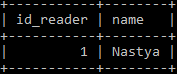 id_reader | name
1 | Nastya